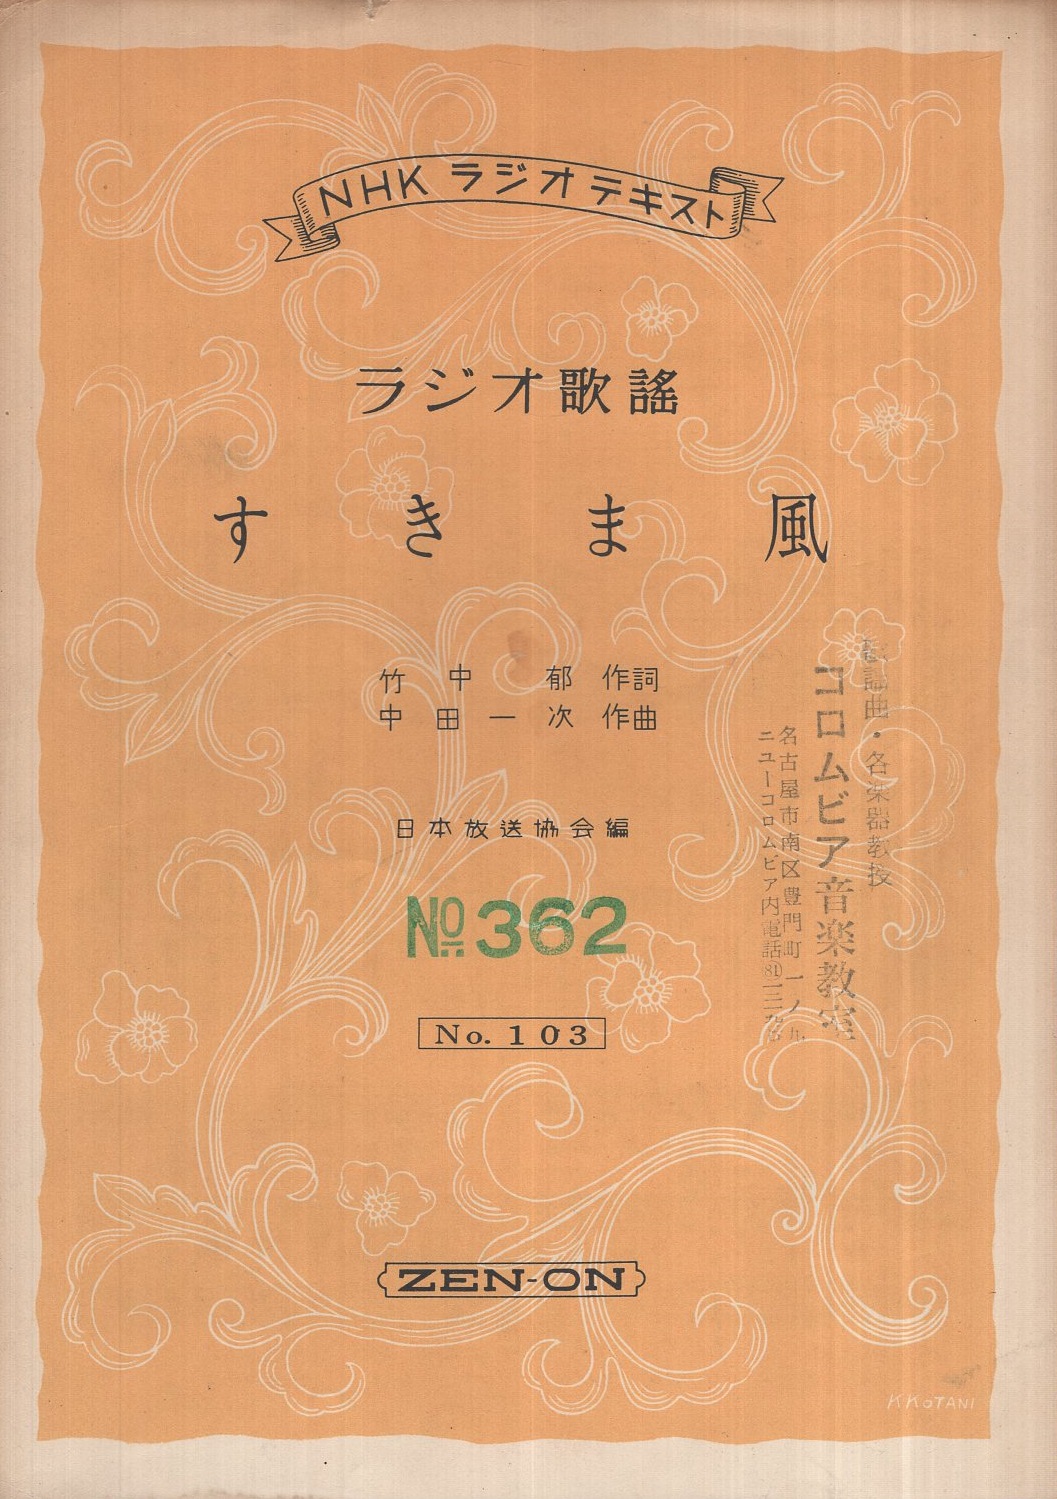 NHK ラジオテキスト
ラジオ歌謡
すきま風
竹中 郁 作詞
中田一次 作曲
日本放送協会編
No 362
No. 103
ZEN-ON
謡曲・各楽器教授
コロムビア音楽教室
名古屋市南区豊門町一ノ
ニューコロムビア内電話(81)
K KOTANI